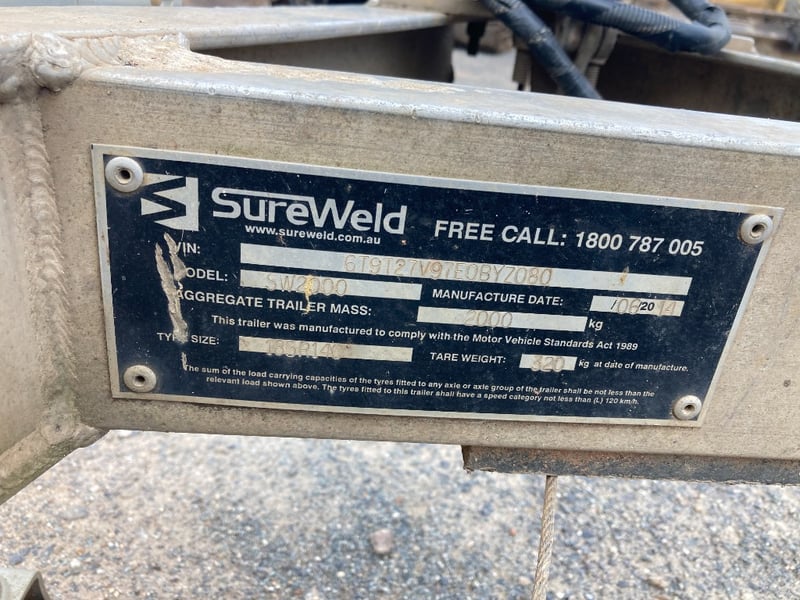 SureWeld
www.sureweld.com.au
FREE CALL: 1800 787 005
VIN: 6T9T27V97E0BY7080
MODEL: SW2000 MANUFACTURE DATE: /06/2014
AGGREGATE TRAILER MASS: 2000 kg
This trailer was manufactured to comply with the Motor Vehicle Standards Act 1989
TYRE SIZE: 185R14C TARE WEIGHT: 320 kg at date of manufacture.
The sum of the load carrying capacities of the tyres fitted to any axle or axle group of the trailer shall be not less than the
relevant load shown above. The tyres fitted to this trailer shall have a speed category not less than (L) 120 km/h.